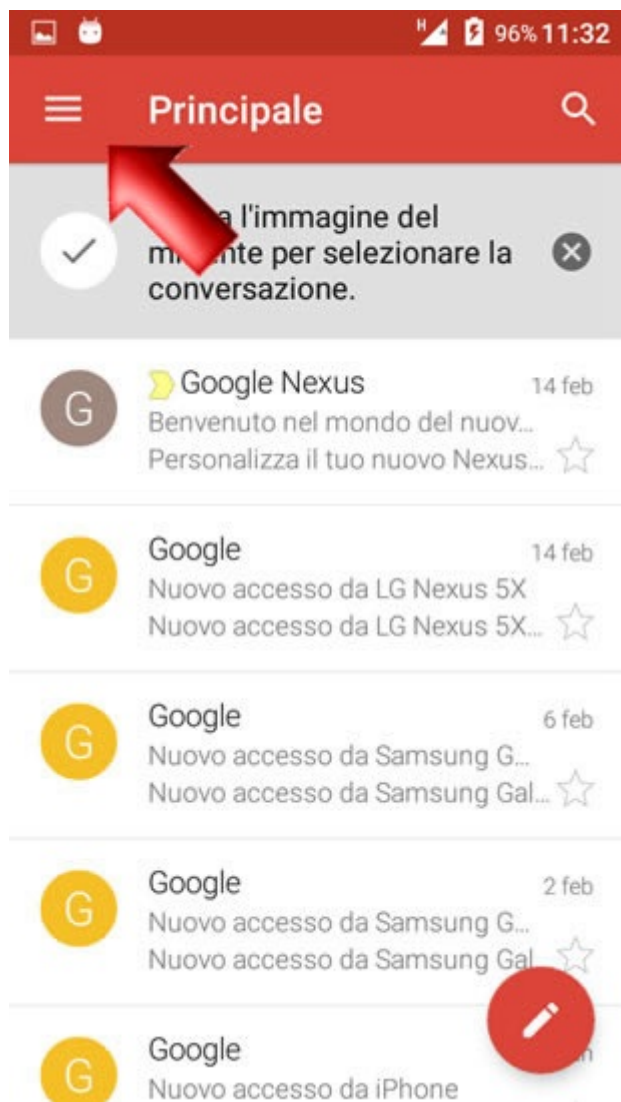 H 96% 11:32
Principale
a l'immagine del
per selezionare la
conversazione.
G
Google Nexus 14 feb
Benvenuto nel mondo del nuov...
Personalizza il tuo nuovo Nexus...
G
Google 14 feb
Nuovo accesso da LG Nexus 5X
Nuovo accesso da LG Nexus 5X...
G
Google 6 feb
Nuovo accesso da Samsung G...
Nuovo accesso da Samsung Gal...
G
Google 2 feb
Nuovo accesso da Samsung G...
Nuovo accesso da Samsung Gal
G
Google
Nuovo accesso da iPhone